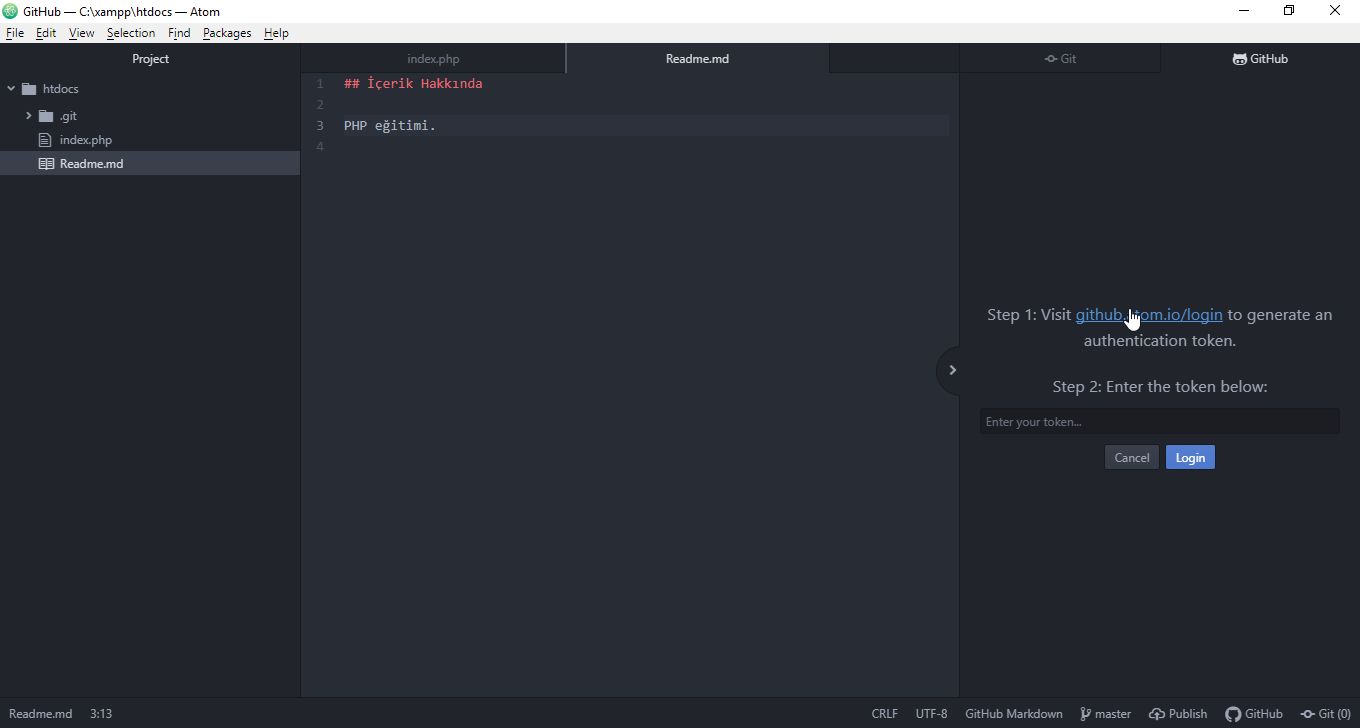 GitHub — C:\xampp\htdocs — Atom
File Edit View Selection Find Packages Help
Project
index.php
Readme.md
Git
GitHub
htdocs
.git
index.php
Readme.md
1 ## İçerik Hakkında
2
3 PHP eğitimi.
4
Step 1: Visit github.atom.io/login to generate an
authentication token.
Step 2: Enter the token below:
Enter your token...
Cancel Login
Readme.md 3:13 CRLF UTF-8 GitHub Markdown master Publish GitHub Git (0)